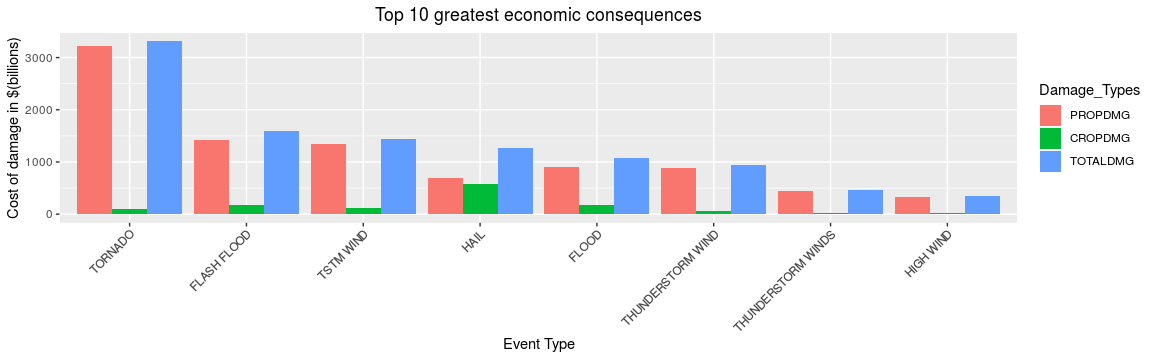 Top 10 greatest economic consequences
Cost of damage in $(billions)
3000
2000
1000
0
TORNADO
FLASH FLOOD
TSTM WIND
HAIL
FLOOD
THUNDERSTORM WIND
THUNDERSTORM WINDS
HIGH WIND
Event Type
Damage_Types
PROPDMG
CROPDMG
TOTALDMG